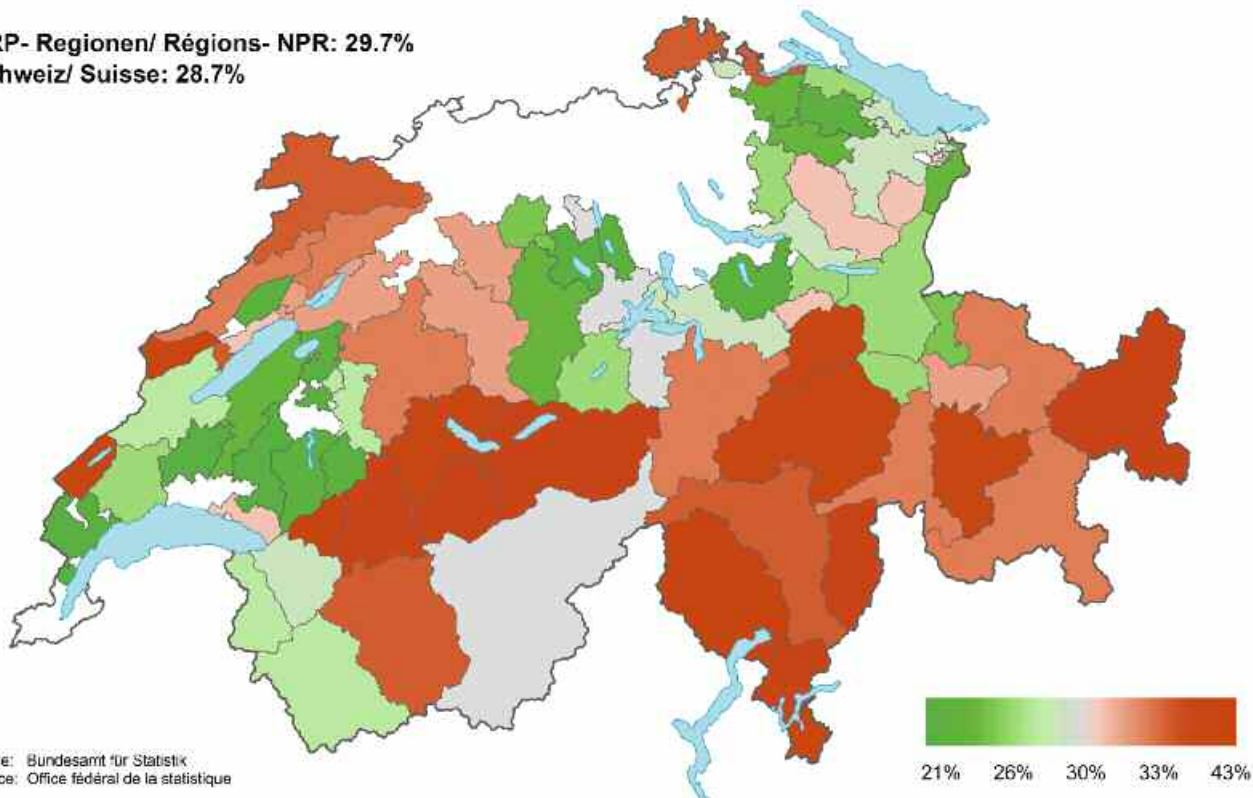 RP- Regionen/ Régions- NPR: 29.7%
hweiz/ Suisse: 28.7%
e: Bundesamt für Statistik
ce: Office fédéral de la statistique
21% 26% 30% 33% 43%